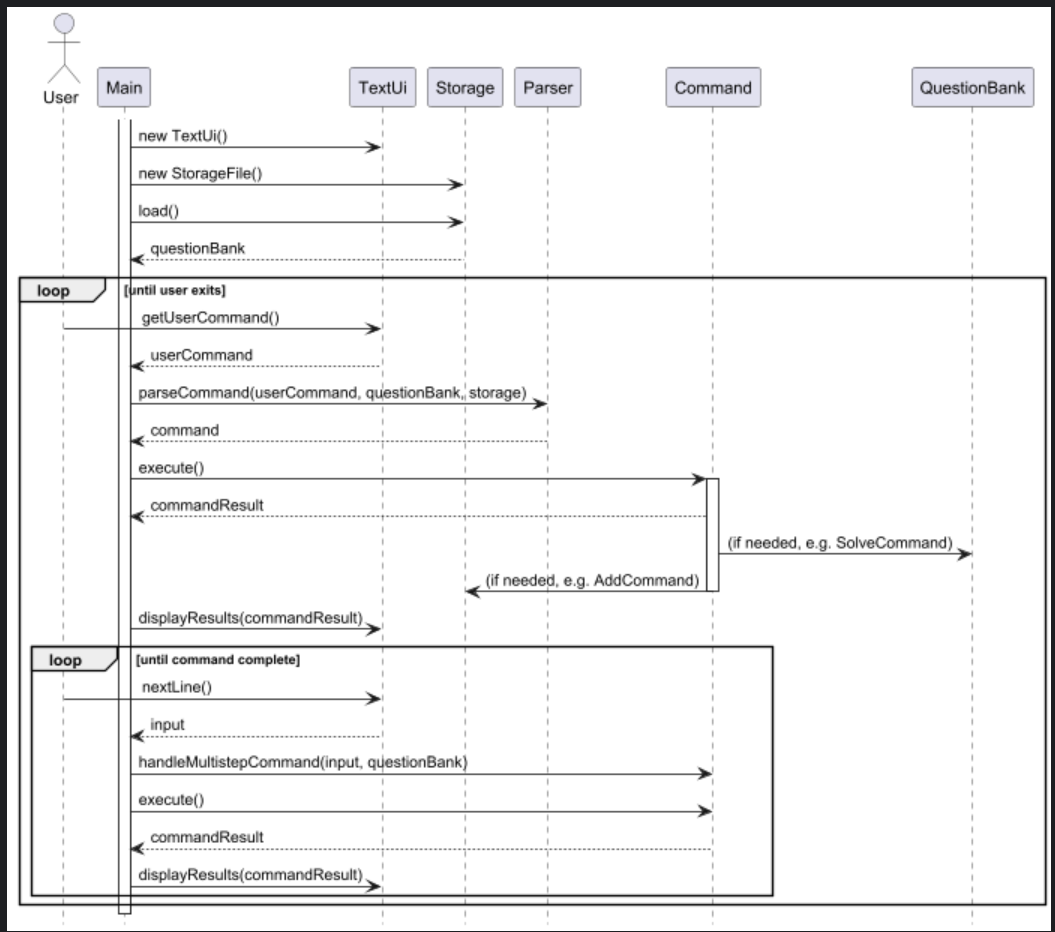 User
Main
TextUi
Storage
Parser
Command
QuestionBank
new TextUi()
new StorageFile()
load()
questionBank
loop [until user exits]
getUserCommand()
userCommand
parseCommand(userCommand, questionBank, storage)
command
execute()
commandResult
(if needed, e.g. SolveCommand)
(if needed, e.g. AddCommand)
displayResults(commandResult)
loop [until command complete]
nextLine()
input
handleMultistepCommand(input, questionBank)
execute()
commandResult
displayResults(commandResult)